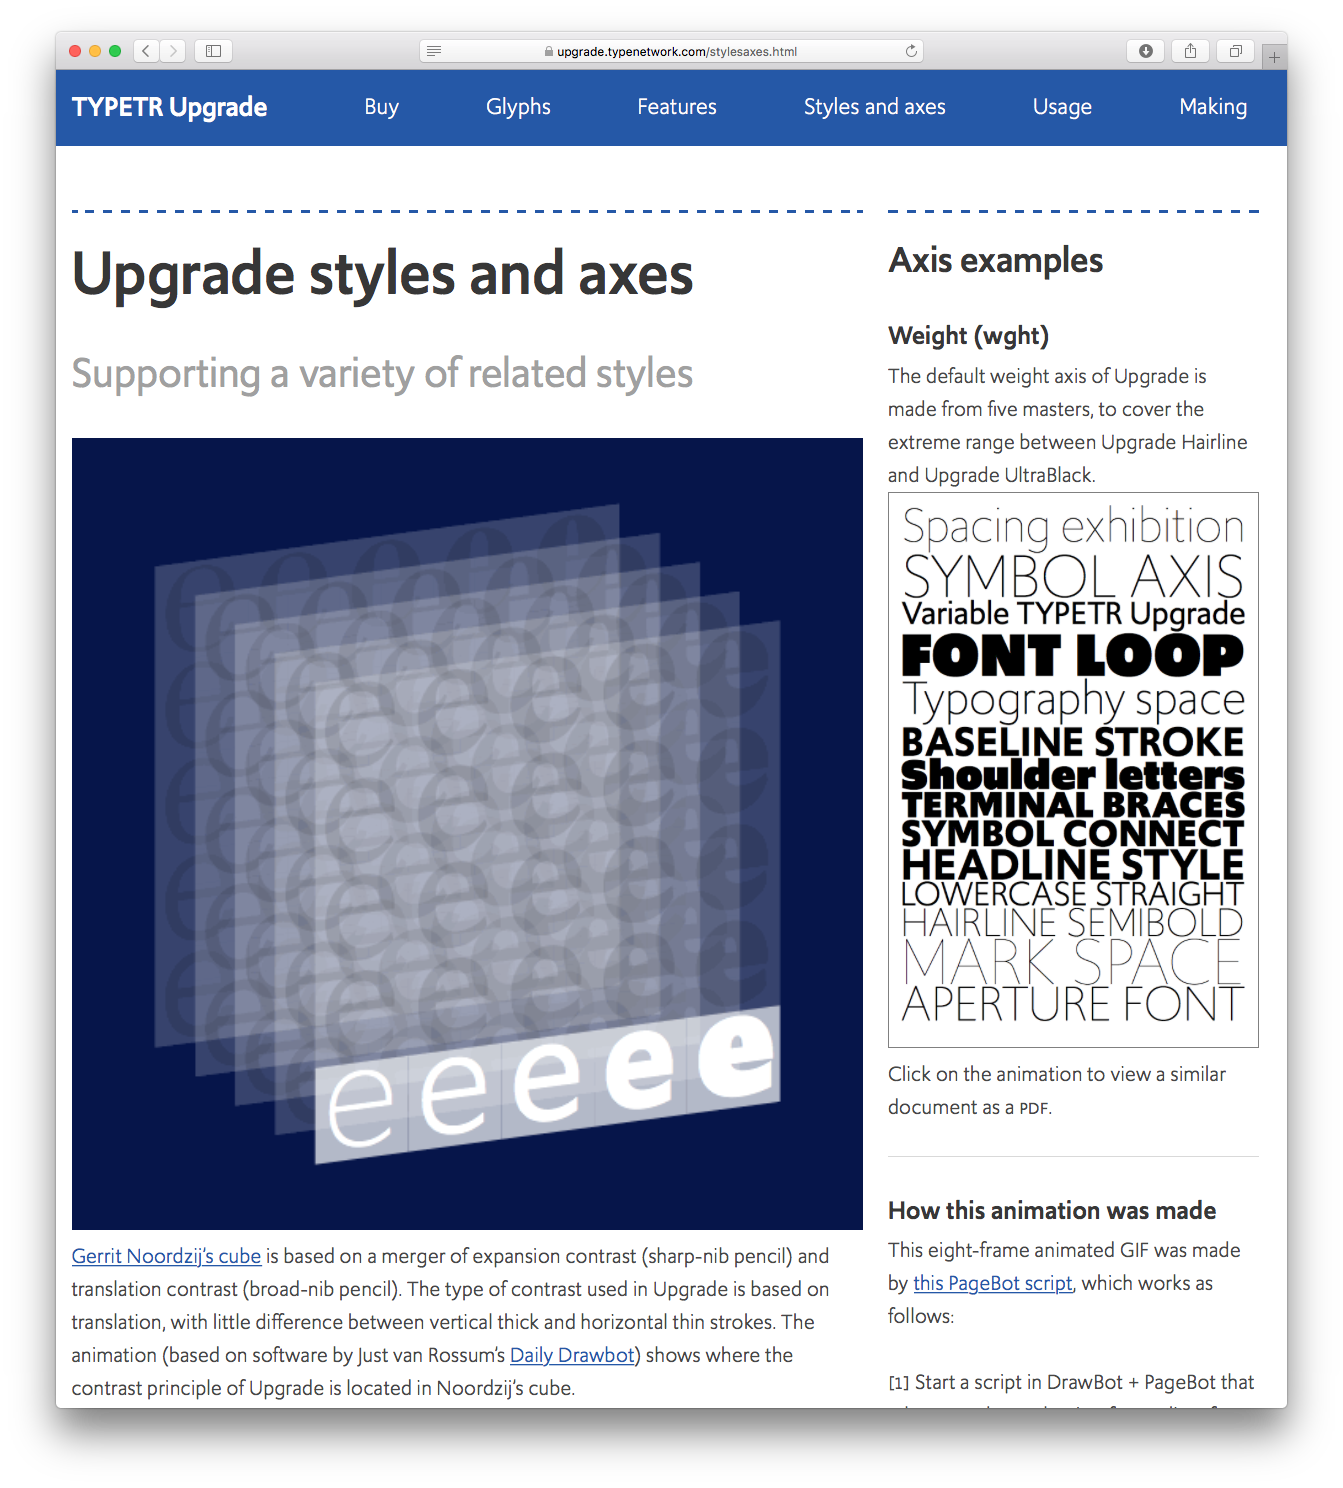 upgrade.typenetwork.com/stylesaxes.html
TYPETR Upgrade
Buy
Glyphs
Features
Styles and axes
Usage
Making
Upgrade styles and axes
Supporting a variety of related styles
e e e e e
Gerrit Noordzij’s cube is based on a merger of expansion contrast (sharp-nib pencil) and
translation contrast (broad-nib pencil). The type of contrast used in Upgrade is based on
translation, with little difference between vertical thick and horizontal thin strokes. The
animation (based on software by Just van Rossum’s Daily Drawbot) shows where the
contrast principle of Upgrade is located in Noordzij’s cube.
Axis examples
Weight (wght)
The default weight axis of Upgrade is
made from five masters, to cover the
extreme range between Upgrade Hairline
and Upgrade UltraBlack.
Spacing exhibition
SYMBOL AXIS
Variable TYPETR Upgrade
FONT LOOP
Typography space
BASELINE STROKE
Shoulder letters
TERMINAL BRACES
SYMBOL CONNECT
HEADLINE STYLE
LOWERCASE STRAIGHT
HAIRLINE SEMIBOLD
MARK SPACE
APERTURE FONT
Click on the animation to view a similar
document as a PDF.
How this animation was made
This eight-frame animated GIF was made
by this PageBot script, which works as
follows:
[1] Start a script in DrawBot + PageBot that